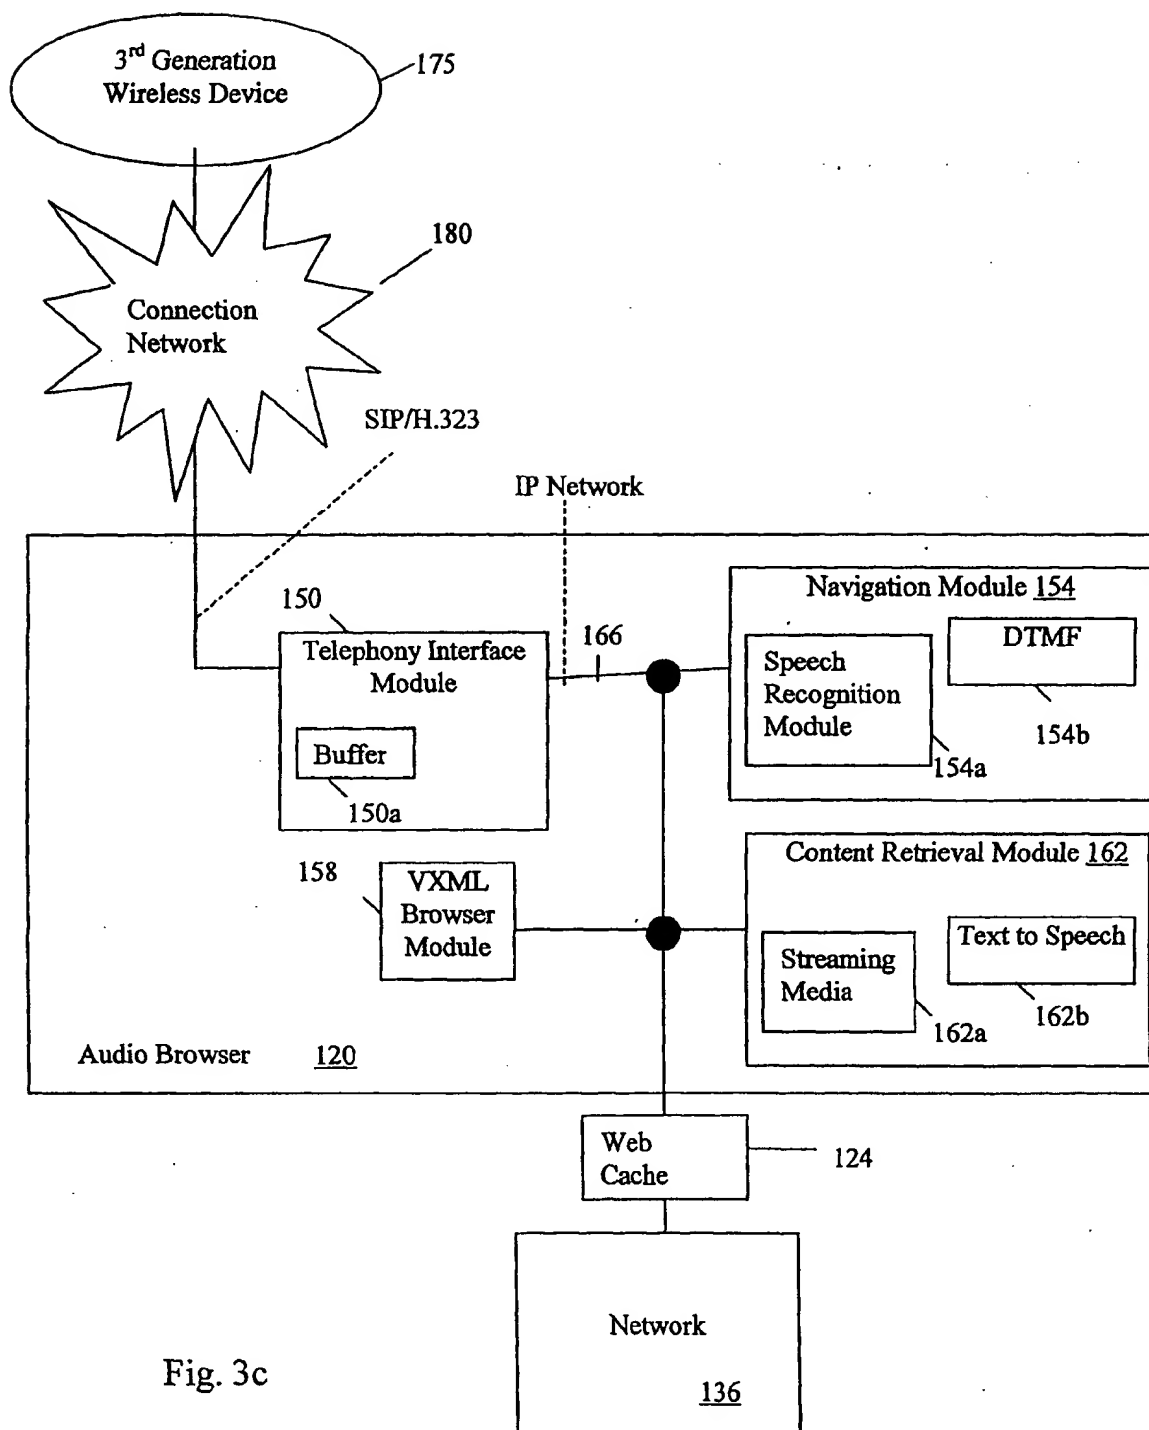 3rd Generation
Wireless Device
175
180
Connection
Network
SIP/H.323
IP Network
150
166
Telephony Interface
Module
Buffer
150a
Navigation Module 154
Speech
Recognition
Module
DTMF
154a
154b
158
VXML
Browser
Module
Content Retrieval Module 162
Streaming
Media
Text to Speech
162a
162b
Audio Browser 120
Web
Cache
124
Network
136
Fig. 3c